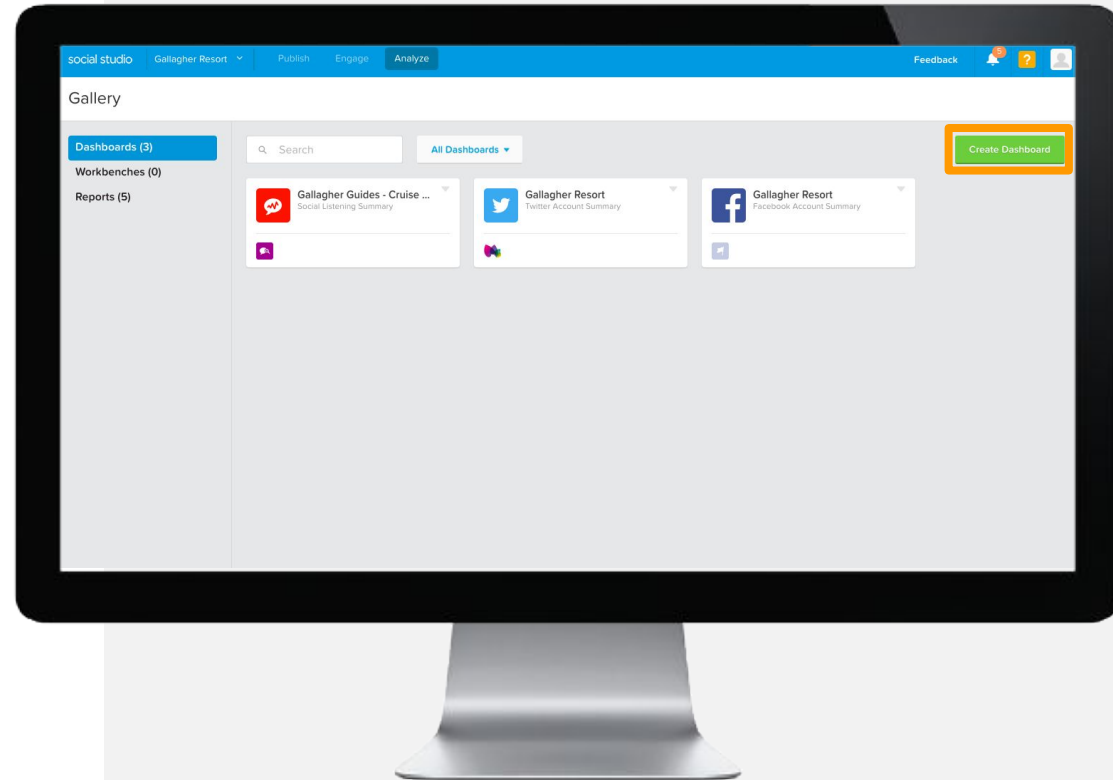 social studio Gallagher Resort Publish Engage Analyze Feedback 5 ?
Gallery
Dashboards (3)
Workbenches (0)
Reports (5)
Search All Dashboards Create Dashboard
Gallagher Guides - Cruise ...
Social Listening Summary
Gallagher Resort
Twitter Account Summary
Gallagher Resort
Facebook Account Summary